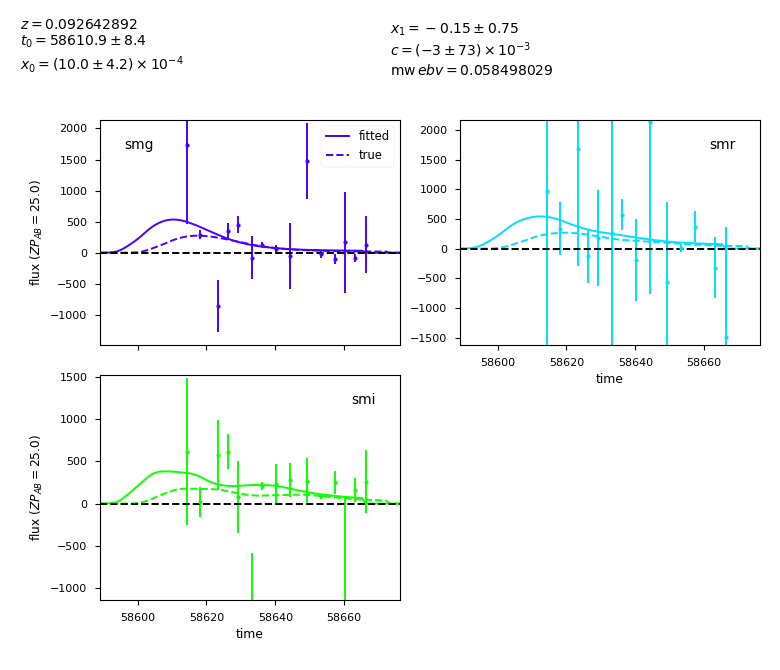 z = 0.092642892
t₀ = 58610.9 ± 8.4
x₀ = (10.0 ± 4.2) × 10⁻⁴
x₁ = −0.15 ± 0.75
c = (−3 ± 73) × 10⁻³
mw ebv = 0.058498029
smg
fitted
true
2000
1500
1000
500
0
−500
−1000
flux (ZP_AB = 25.0)
smr
2000
1500
1000
500
0
−500
−1000
−1500
58600 58620 58640 58660
time
smi
1500
1000
500
0
−500
−1000
flux (ZP_AB = 25.0)
58600 58620 58640 58660
time